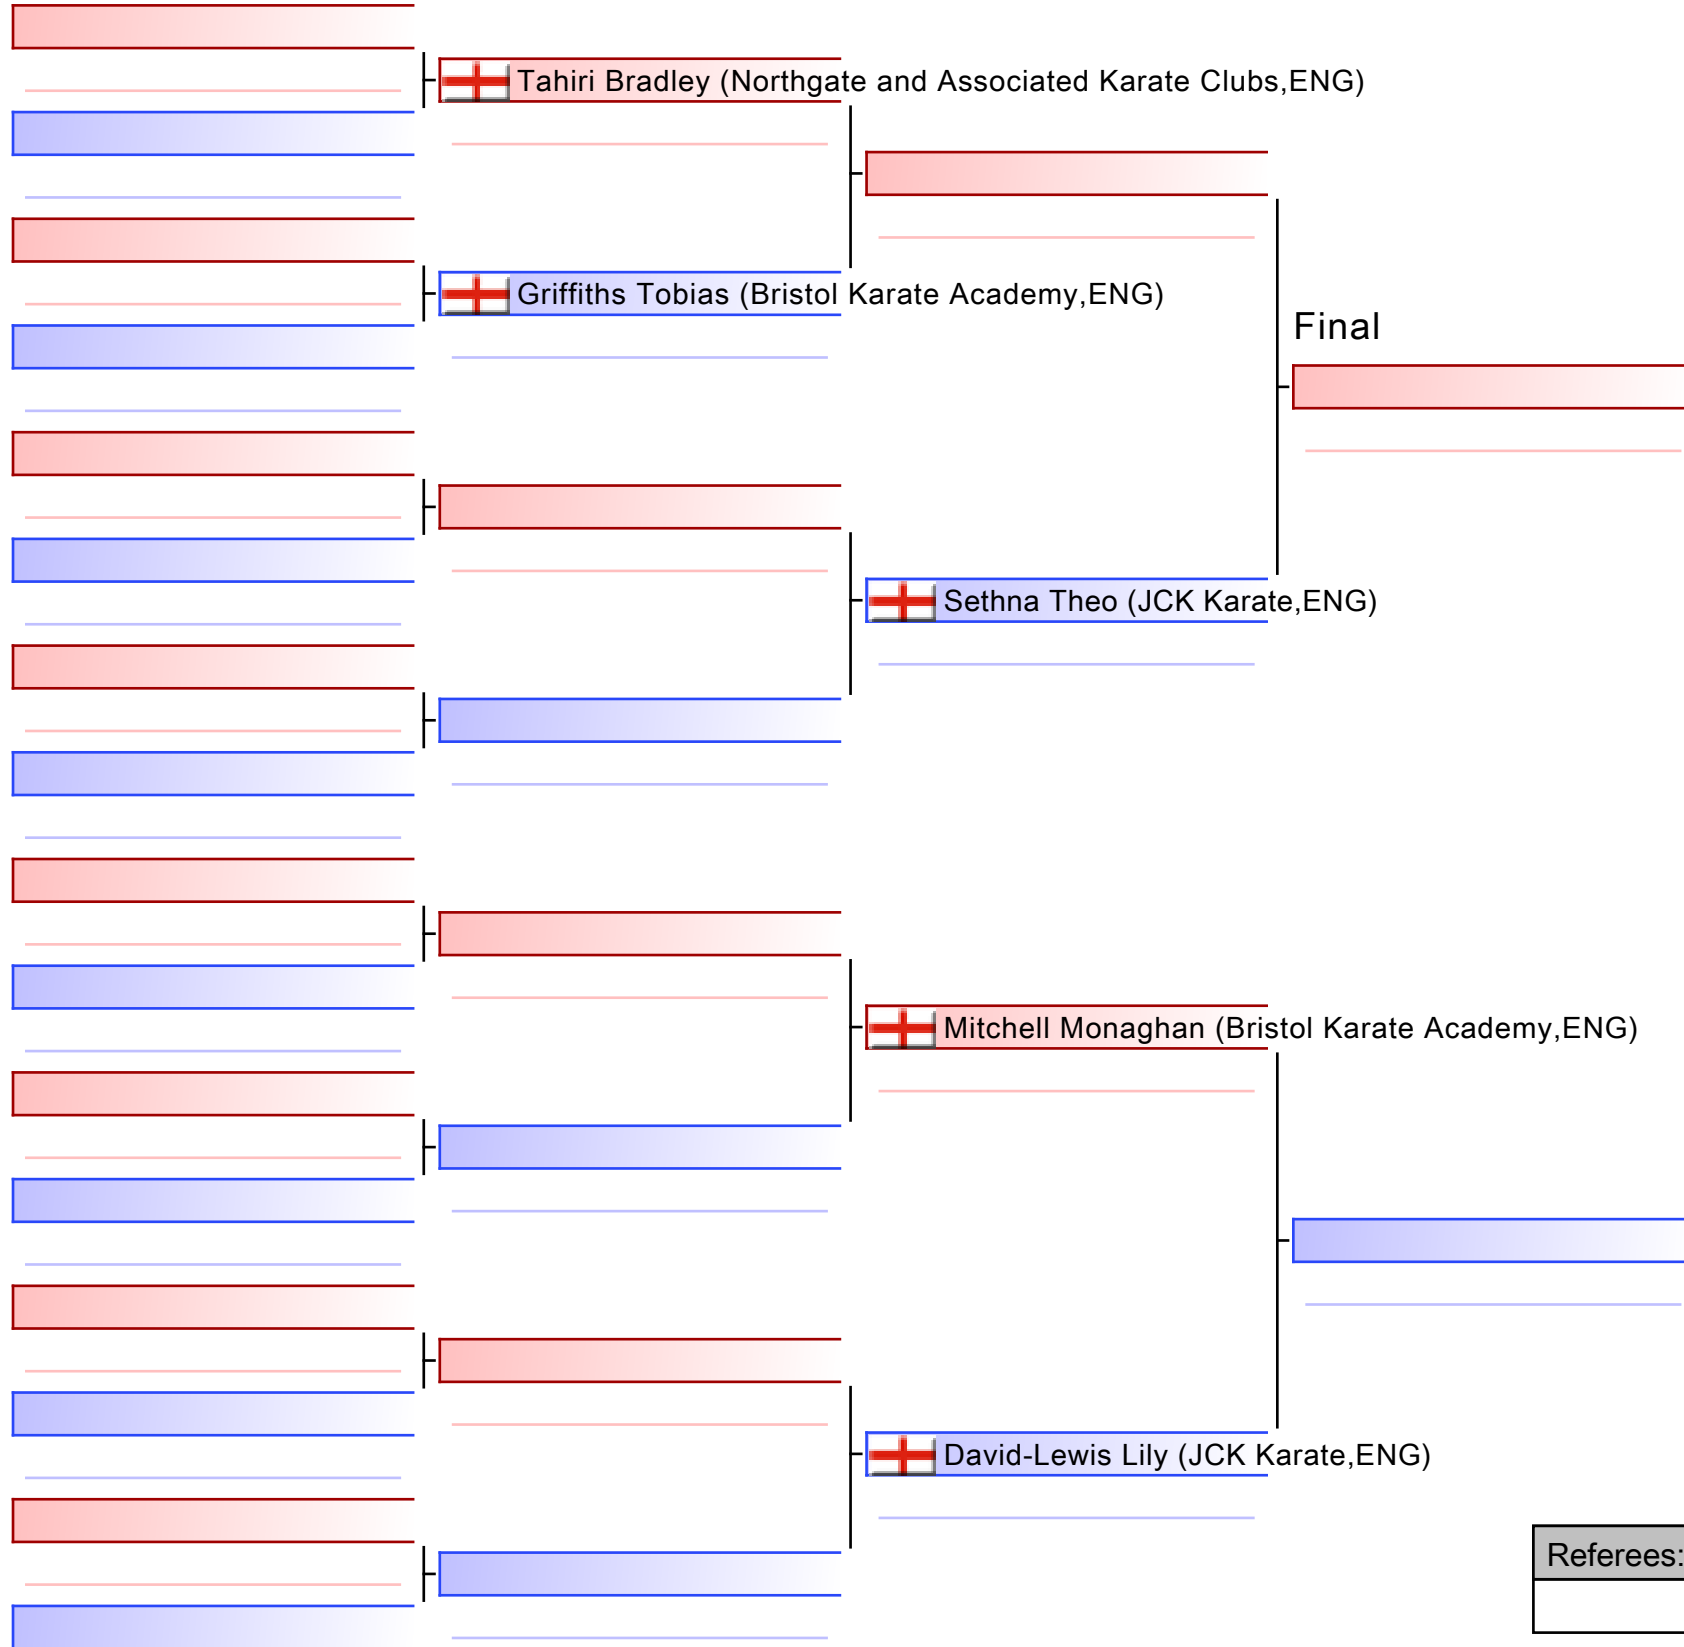 Tahiri Bradley (Northgate and Associated Karate Clubs,ENG)
Griffiths Tobias (Bristol Karate Academy,ENG)
Final
Sethna Theo (JCK Karate,ENG)
Mitchell Monaghan (Bristol Karate Academy,ENG)
David-Lewis Lily (JCK Karate,ENG)
Referees: